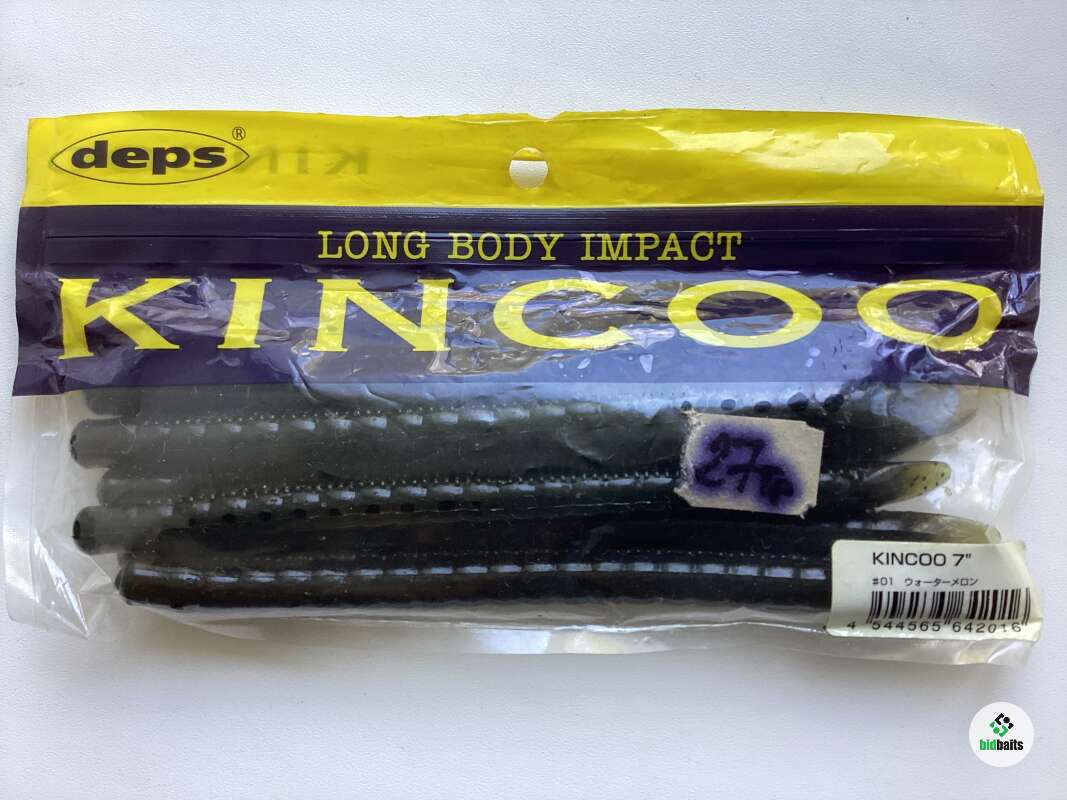 deps®
LONG BODY IMPACT
KINCOO
KINCOO 7"
#01 ウォーターメロン
4 544565 642016
bidbaits